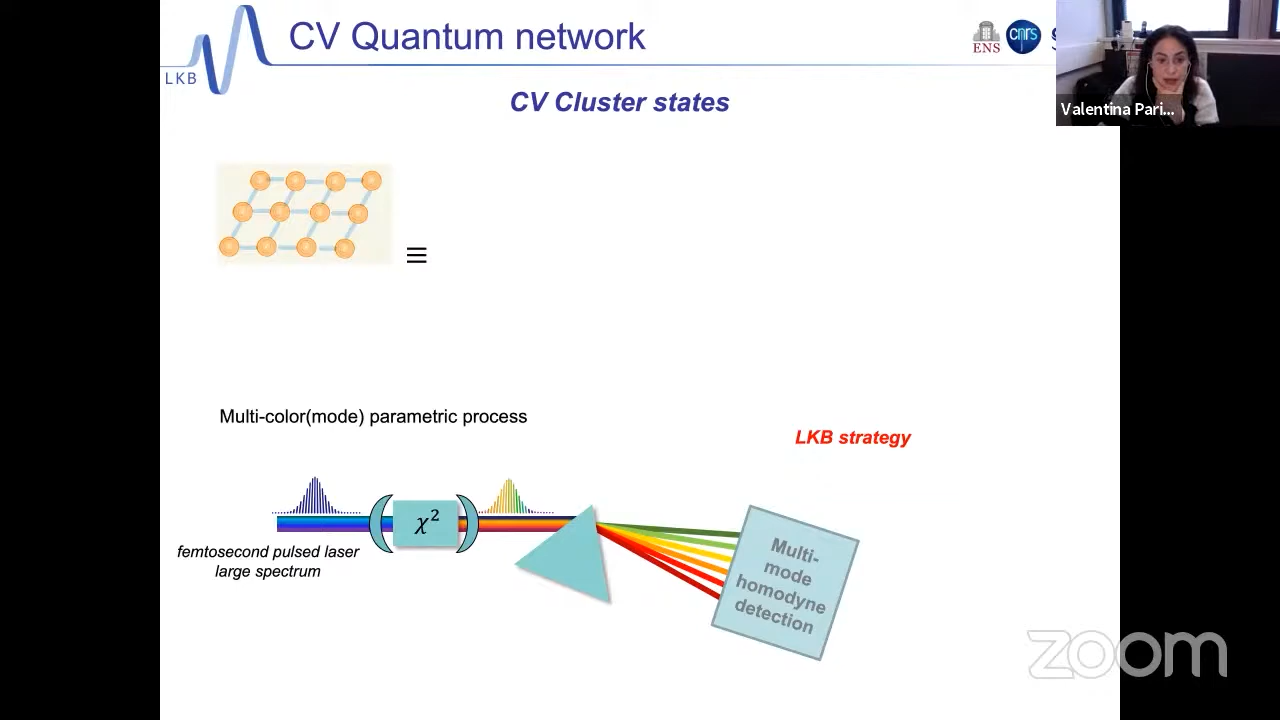 CV Quantum network
LKB
ENS
cnrs
CV Cluster states
Valentina Pari...
≡
Multi-color(mode) parametric process
LKB strategy
χ²
femtosecond pulsed laser
large spectrum
Multi-
mode
homodyne
detection
zoom